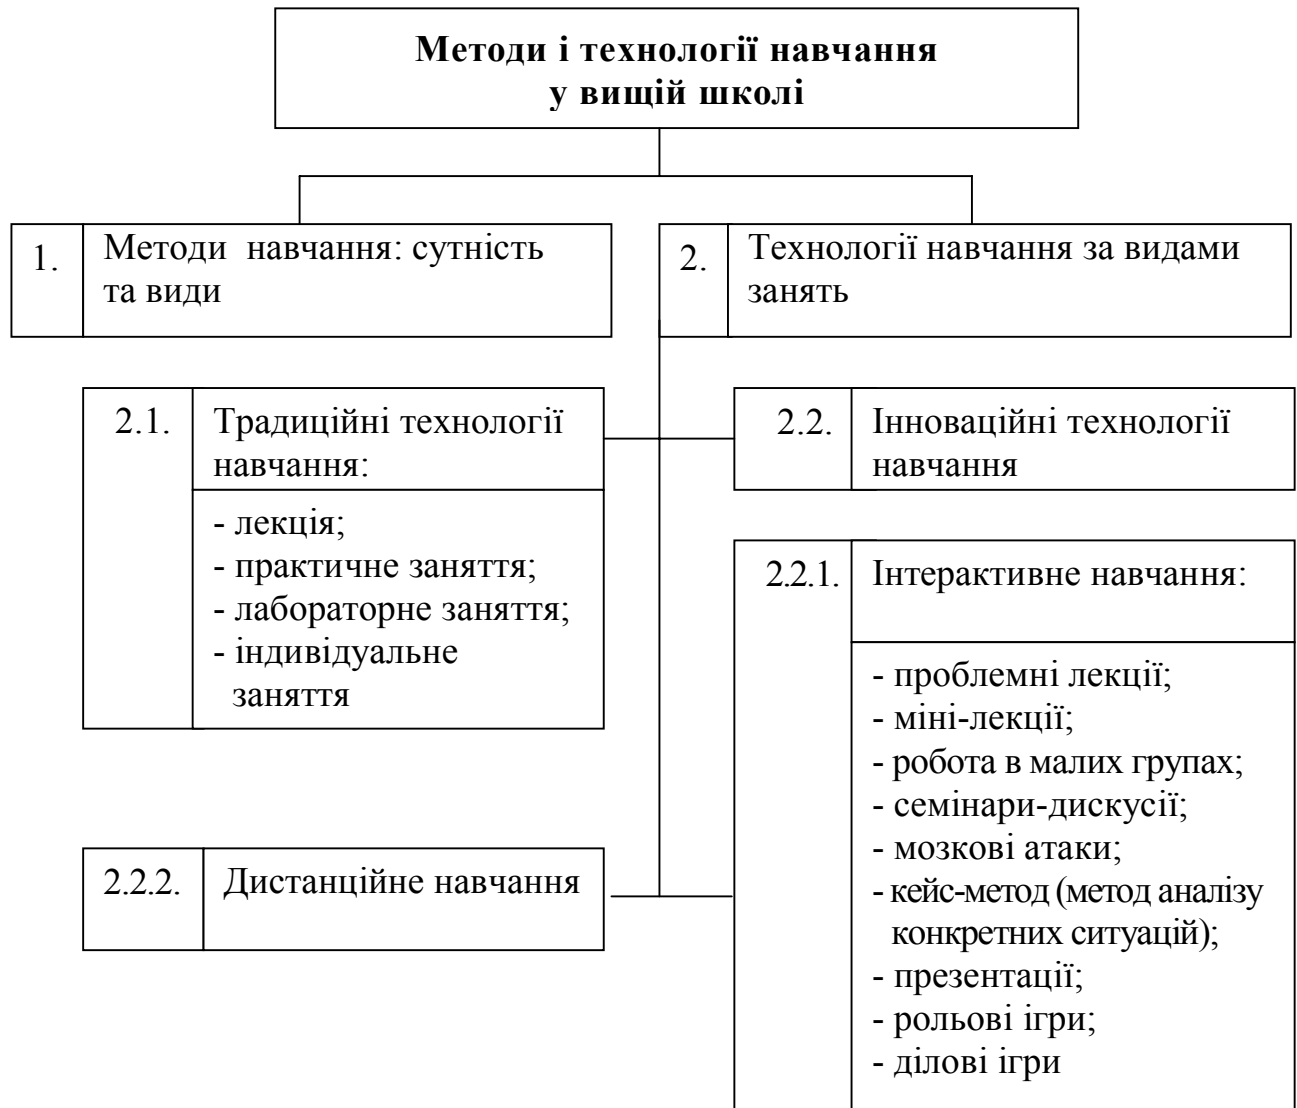 Методи і технології навчання
у вищій школі
1. Методи навчання: сутність
та види
2. Технології навчання за видами
занять
2.1. Традиційні технології
навчання:
- лекція;
- практичне заняття;
- лабораторне заняття;
- індивідуальне
заняття
2.2. Інноваційні технології
навчання
2.2.1. Інтерактивне навчання:
- проблемні лекції;
- міні-лекції;
- робота в малих групах;
- семінари-дискусії;
- мозкові атаки;
- кейс-метод (метод аналізу
конкретних ситуацій);
- презентації;
- рольові ігри;
- ділові ігри
2.2.2. Дистанційне навчання